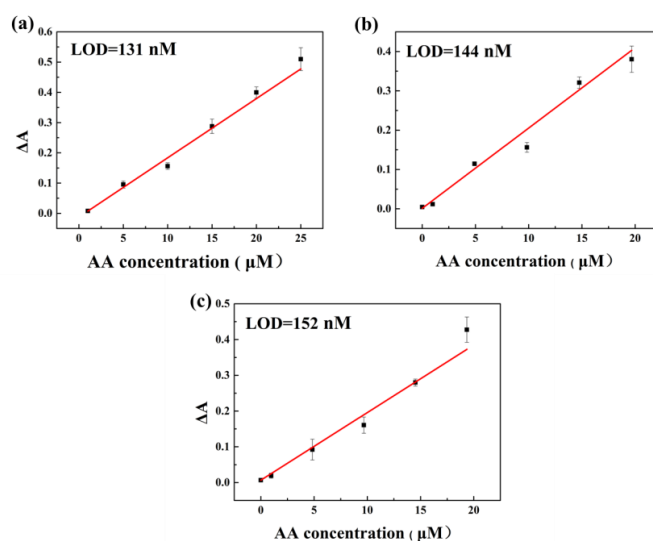 (a)
LOD=131 nM
ΔA
0.6
0.5
0.4
0.3
0.2
0.1
0.0
0 5 10 15 20 25
AA concentration ( μM)
(b)
LOD=144 nM
0.4
0.3
0.2
0.1
0.0
0 5 10 15 20
AA concentration ( μM)
(c)
LOD=152 nM
ΔA
0.5
0.4
0.3
0.2
0.1
0.0
0 5 10 15 20
AA concentration ( μM)